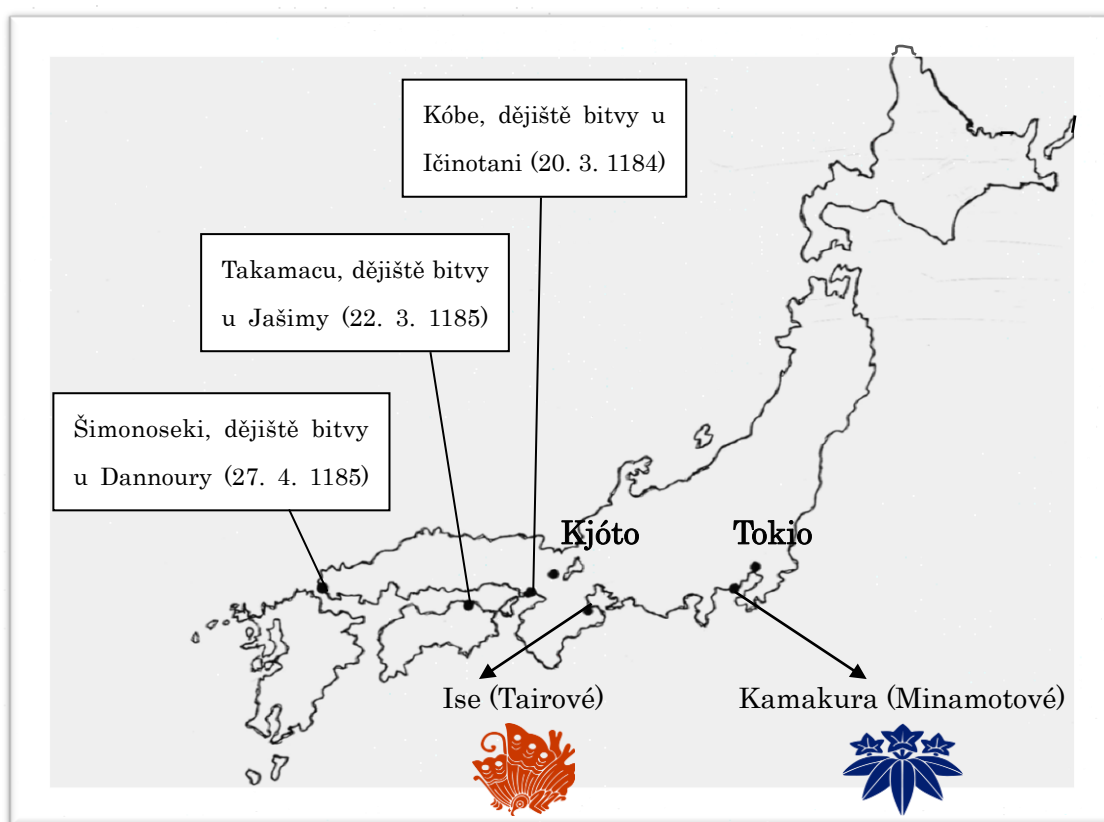 Kóbe, dějiště bitvy u
Ičinotani (20. 3. 1184)
Takamacu, dějiště bitvy
u Jašimy (22. 3. 1185)
Šimonoseki, dějiště bitvy
u Dannoury (27. 4. 1185)
Kjóto
Tokio
Ise (Tairové)
Kamakura (Minamotové)